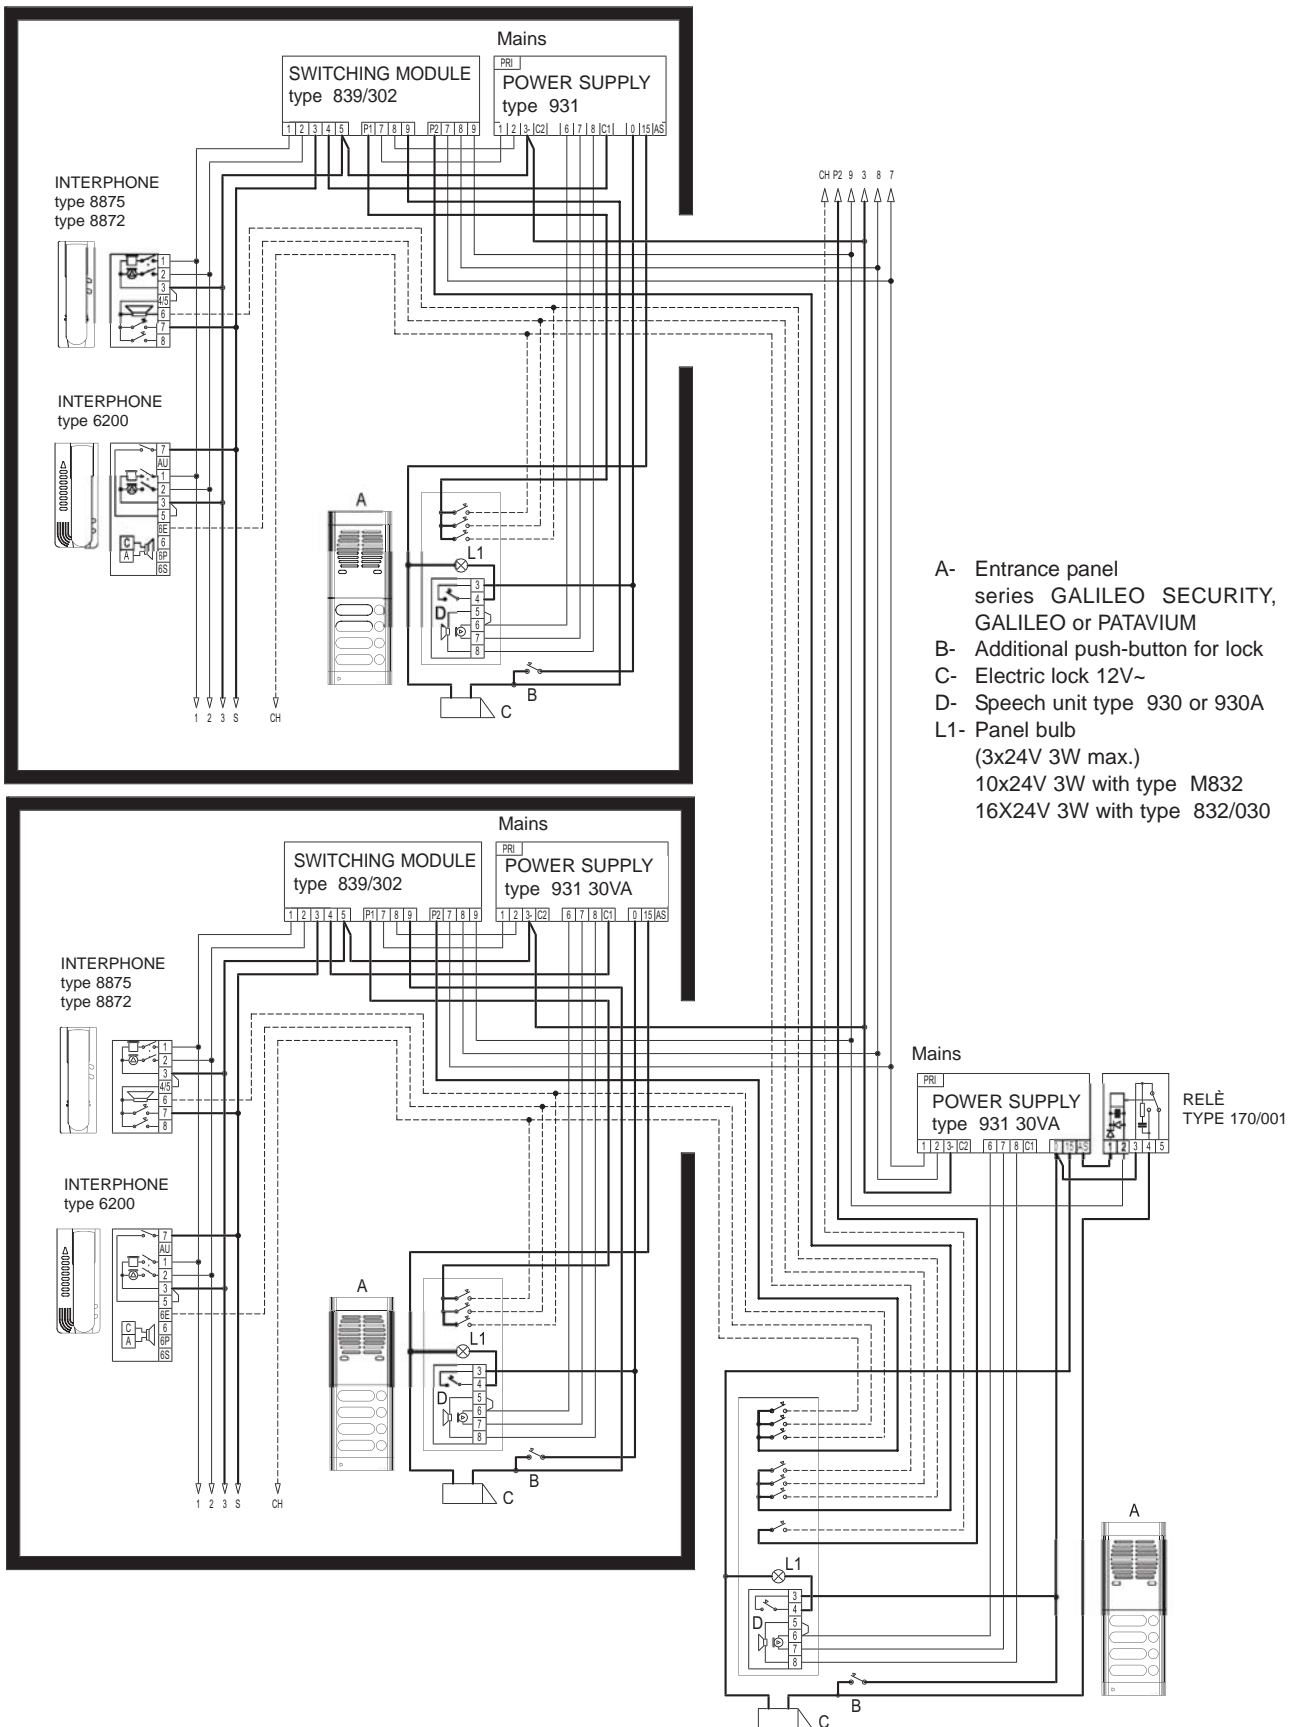 Mains
SWITCHING MODULE
type 839/302
PRI
POWER SUPPLY
type 931
1 2 3 4 5 P1 7 8 9 P2 7 8 9
1 2 3- C2 6 7 8 C1 0 15 AS
INTERPHONE
type 8875
type 8872
1
2
3
4/5
6
7
8
CH P2 9 3 8 7
INTERPHONE
type 6200
7
AU
1
2
3
5
6E
6
6P
6S
C
A
A
L1
3
4
5
6
7
8
D
B
C
1 2 3 S CH
A- Entrance panel
series GALILEO SECURITY,
GALILEO or PATAVIUM
B- Additional push-button for lock
C- Electric lock 12V~
D- Speech unit type 930 or 930A
L1- Panel bulb
(3x24V 3W max.)
10x24V 3W with type M832
16X24V 3W with type 832/030
Mains
SWITCHING MODULE
type 839/302
PRI
POWER SUPPLY
type 931 30VA
1 2 3 4 5 P1 7 8 9 P2 7 8 9
1 2 3- C2 6 7 8 C1 0 15 AS
INTERPHONE
type 8875
type 8872
1
2
3
4/5
6
7
8
INTERPHONE
type 6200
7
AU
1
2
3
5
6E
6
6P
6S
C
A
A
L1
3
4
5
6
7
8
D
B
C
1 2 3 S CH
Mains
PRI
POWER SUPPLY
type 931 30VA
1 2 3- C2 6 7 8 C1 0 15 AS
RELÈ
TYPE 170/001
1 2 3 4 5
L1
3
4
5
6
7
8
D
B
C
A